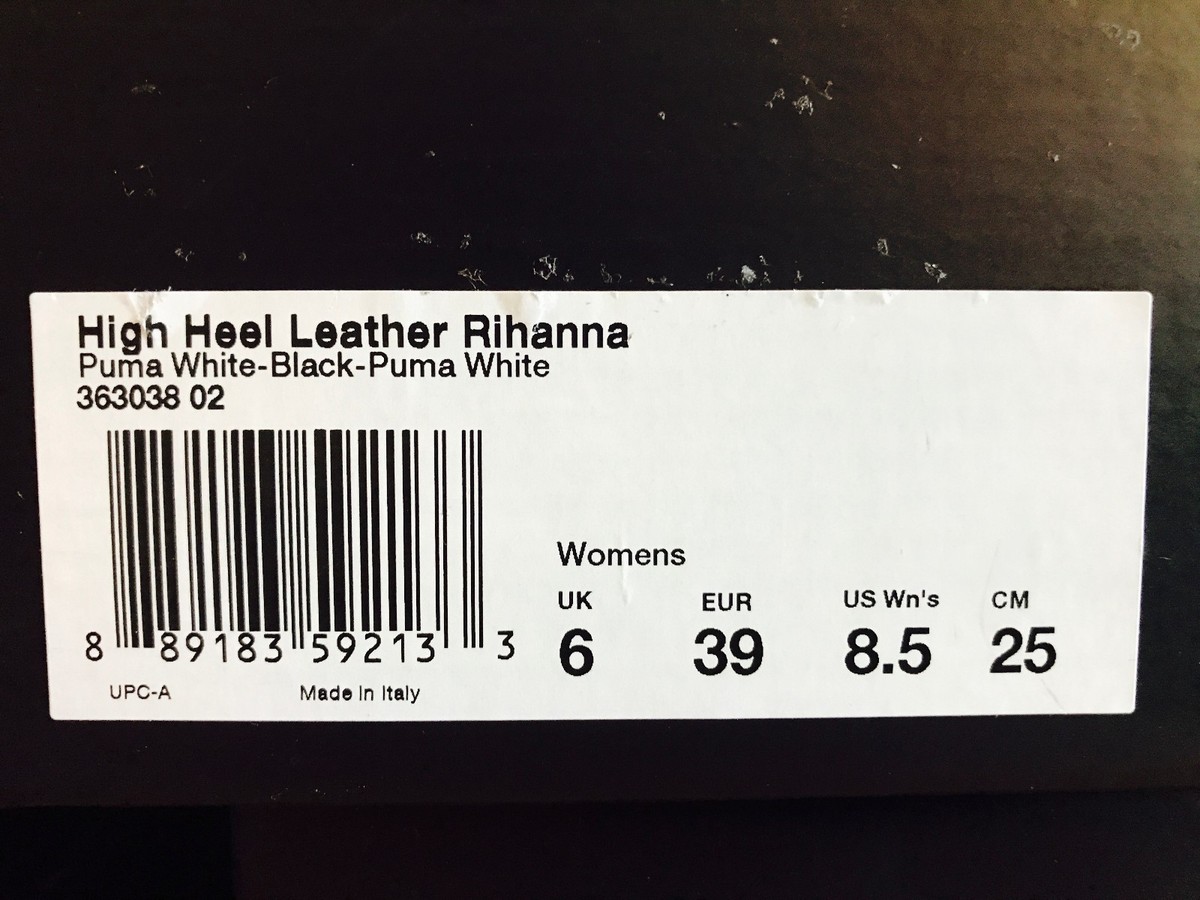 High Heel Leather Rihanna
Puma White-Black-Puma White
363038 02
8 89183 59213 3
UPC-A Made In Italy
Womens
UK EUR US Wn's CM
6 39 8.5 25